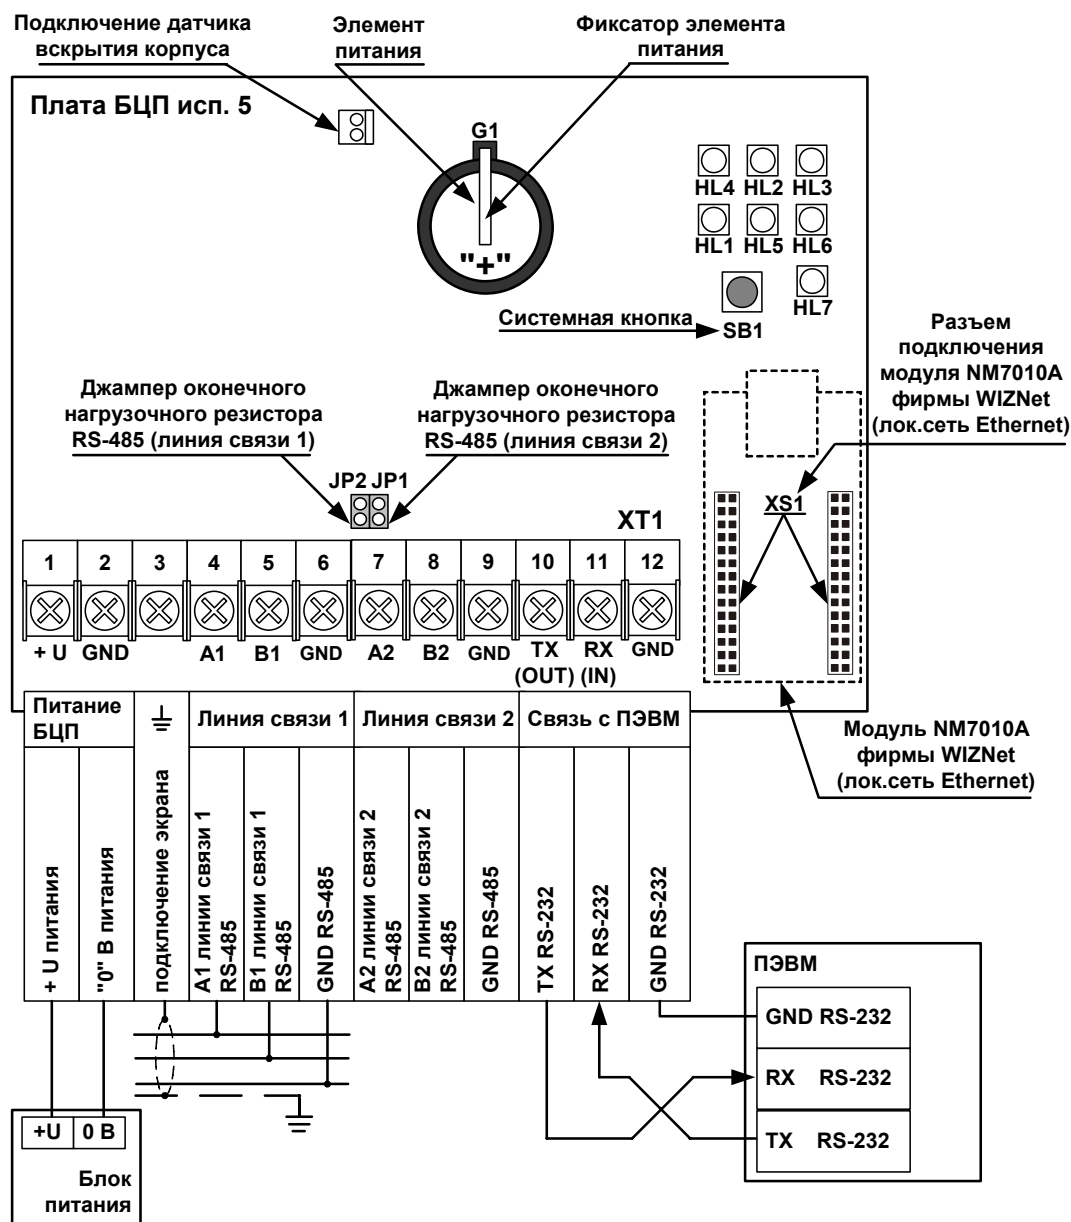 Подключение датчика
вскрытия корпуса
Элемент
питания
Фиксатор элемента
питания
Плата БЦП исп. 5
G1
"+"
HL4 HL2 HL3
HL1 HL5 HL6
HL7
Системная кнопка
SB1
Разъем
подключения
модуля NM7010A
фирмы WIZNet
(лок.сеть Ethernet)
Джампер оконечного
нагрузочного резистора
RS-485 (линия связи 1)
Джампер оконечного
нагрузочного резистора
RS-485 (линия связи 2)
JP2 JP1
XT1
XS1
1 2 3 4 5 6 7 8 9 10 11 12
+ U GND A1 B1 GND A2 B2 GND TX RX GND
(OUT) (IN)
Питание
БЦП
Линия связи 1
Линия связи 2
Связь с ПЭВМ
Модуль NM7010A
фирмы WIZNet
(лок.сеть Ethernet)
+ U питания
"0" В питания
подключение экрана
A1 линии связи 1
RS-485
B1 линии связи 1
RS-485
GND RS-485
A2 линии связи 2
RS-485
B2 линии связи 2
RS-485
GND RS-485
TX RS-232
RX RS-232
GND RS-232
ПЭВМ
GND RS-232
RX RS-232
TX RS-232
+U 0 В
Блок
питания